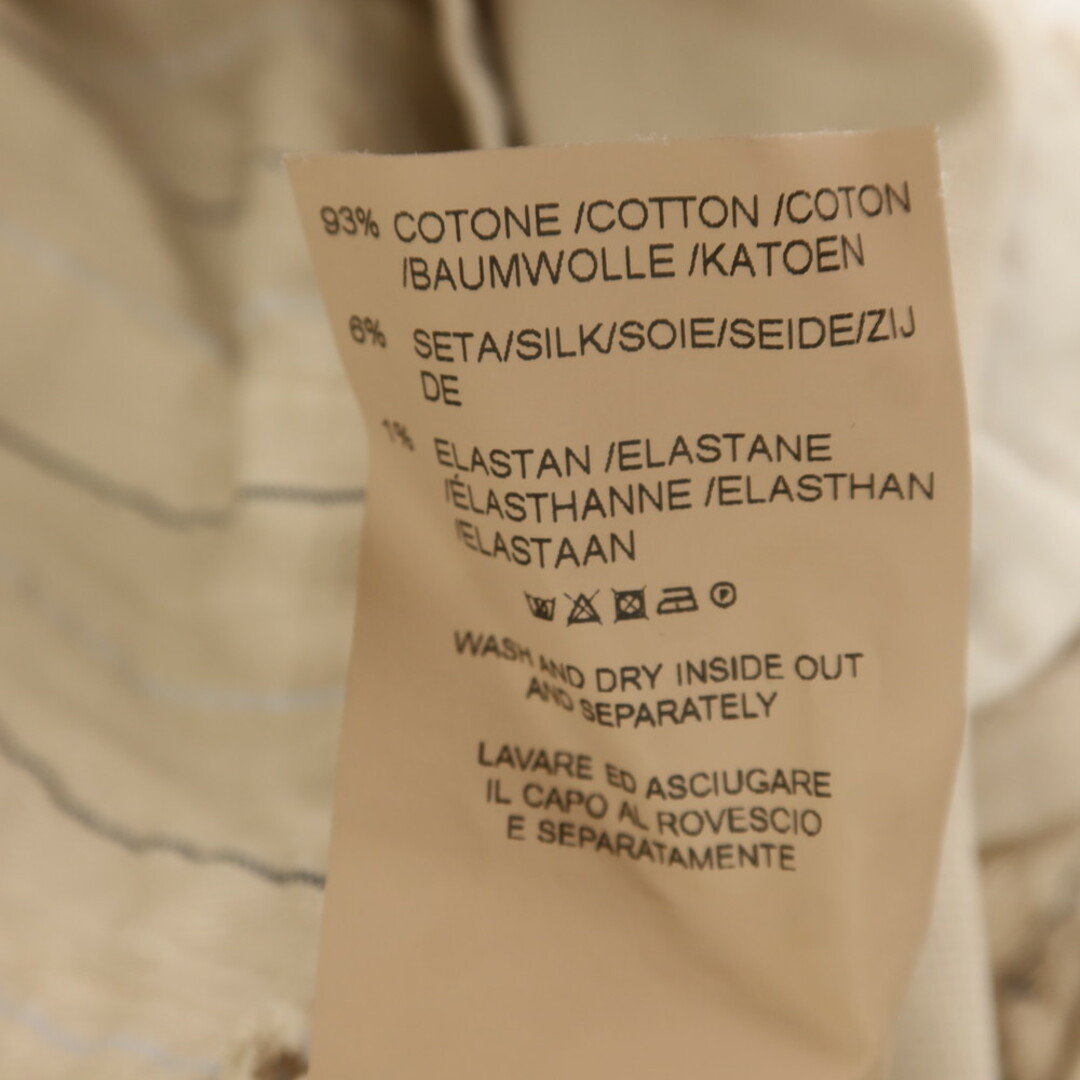 93% COTONE /COTTON /COTON
/BAUMWOLLE /KATOEN
6% SETA/SILK/SOIE/SEIDE/ZIJ
DE
1% ELASTAN /ELASTANE
/ÉLASTHANNE /ELASTHAN
/ELASTAAN
P
WASH AND DRY INSIDE OUT
AND SEPARATELY
LAVARE ED ASCIUGARE
IL CAPO AL ROVESCIO
E SEPARATAMENTE